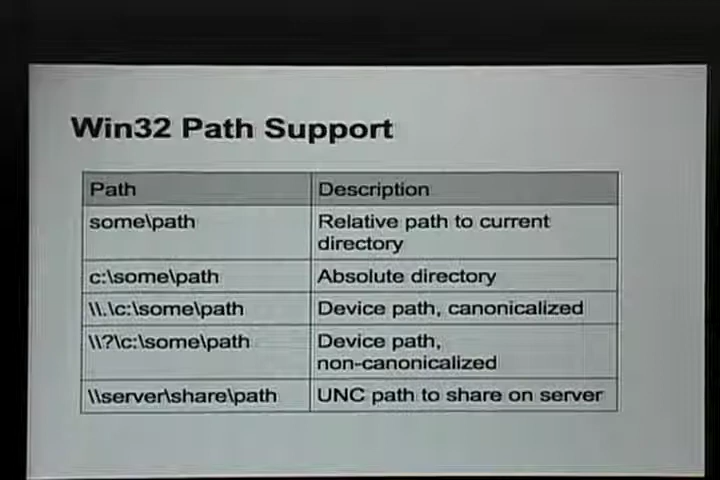 Win32 Path Support
Path Description
some\path Relative path to current
directory
c:\some\path Absolute directory
\\.\c:\some\path Device path, canonicalized
\\?\c:\some\path Device path,
non-canonicalized
\\server\share\path UNC path to share on server